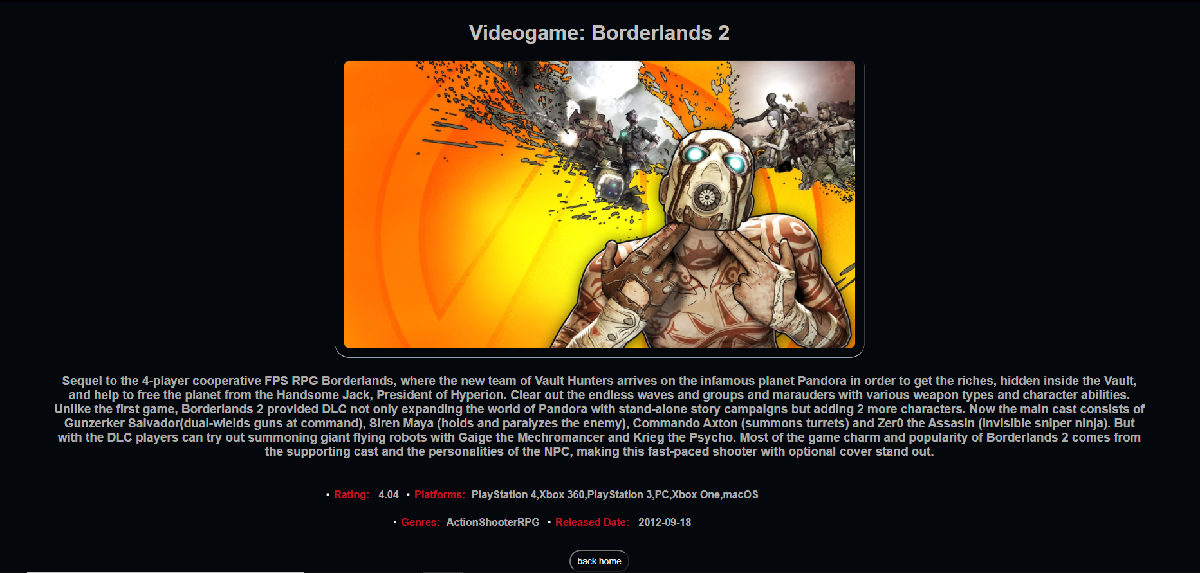 Videogame: Borderlands 2
Sequel to the 4-player cooperative FPS RPG Borderlands, where the new team of Vault Hunters arrives on the infamous planet Pandora in order to get the riches, hidden inside the Vault,
and help to free the planet from the Handsome Jack, President of Hyperion. Clear out the endless waves and groups and marauders with various weapon types and character abilities.
Unlike the first game, Borderlands 2 provided DLC not only expanding the world of Pandora with stand-alone story campaigns but adding 2 more characters. Now the main cast consists of
Gunzerker Salvador(dual-wields guns at command), Siren Maya (holds and paralyzes the enemy), Commando Axton (summons turrets) and Zer0 the Assasin (invisible sniper ninja). But
with the DLC players can try out summoning giant flying robots with Gaige the Mechromancer and Krieg the Psycho. Most of the game charm and popularity of Borderlands 2 comes from
the supporting cast and the personalities of the NPC, making this fast-paced shooter with optional cover stand out.
• Rating: 4.04 • Platforms: PlayStation 4,Xbox 360,PlayStation 3,PC,Xbox One,macOS
• Genres: ActionShooterRPG • Released Date: 2012-09-18
back home